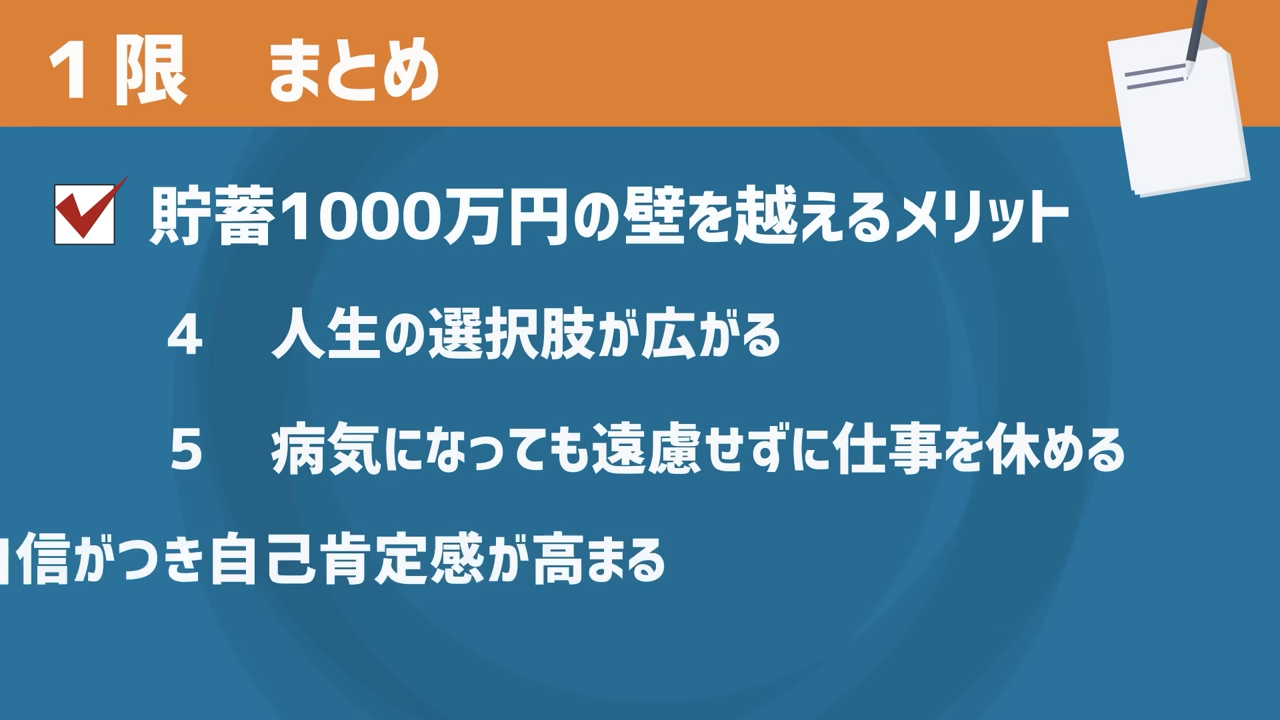 1限 まとめ
貯蓄1000万円の壁を越えるメリット
4 人生の選択肢が広がる
5 病気になっても遠慮せずに仕事を休める
信がつき自己肯定感が高まる